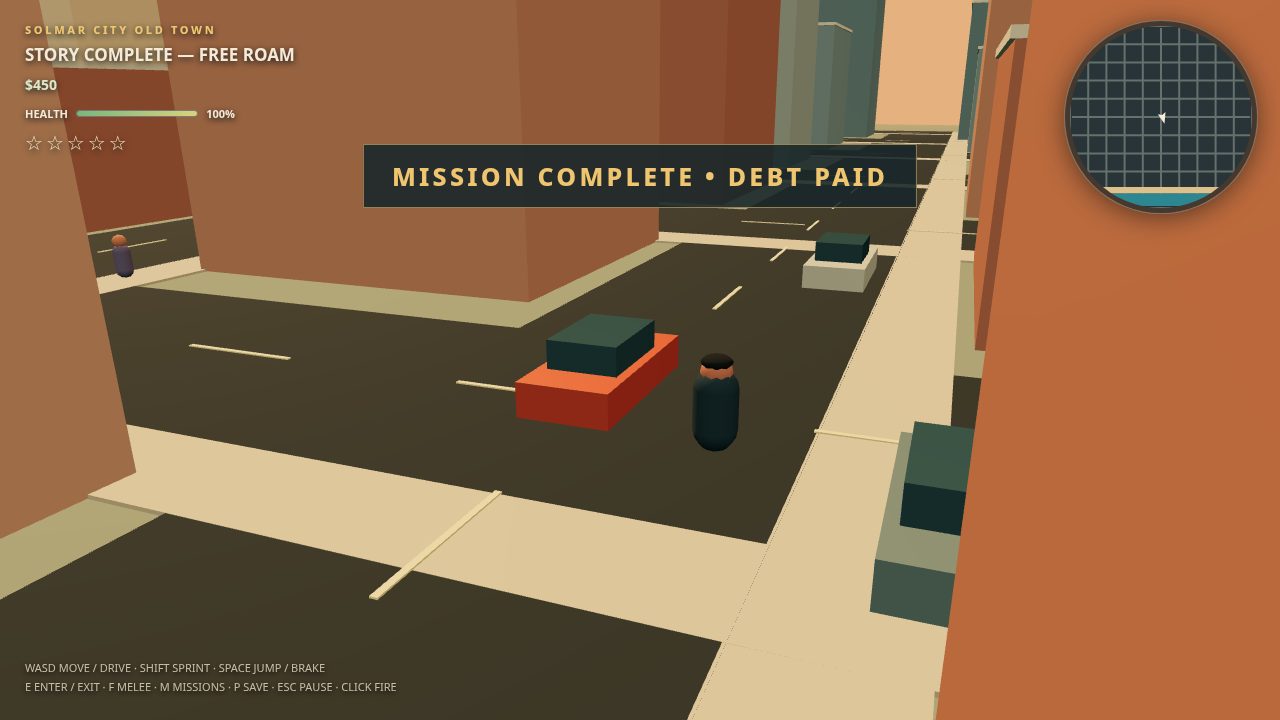 SOLMAR CITY OLD TOWN
STORY COMPLETE — FREE ROAM
$450
HEALTH 100%
☆☆☆☆☆
MISSION COMPLETE • DEBT PAID
WASD MOVE / DRIVE · SHIFT SPRINT · SPACE JUMP / BRAKE
E ENTER / EXIT · F MELEE · M MISSIONS · P SAVE · ESC PAUSE · CLICK FIRE